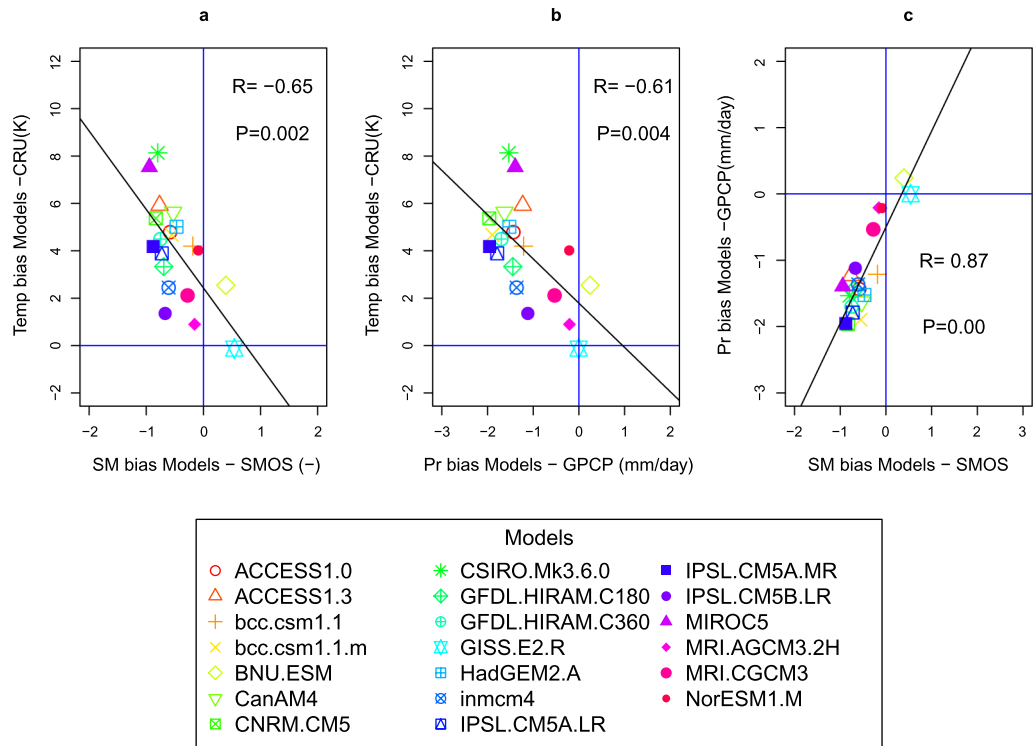 a
12
10
8
6
4
2
0
−2
−2
−1
0
1
2
Temp bias Models −CRU(K)
SM bias Models − SMOS (−)
R= −0.65
P=0.002
b
12
10
8
6
4
2
0
−2
−3
−2
−1
0
1
2
Temp bias Models −CRU(K)
Pr bias Models − GPCP (mm/day)
R= −0.61
P=0.004
c
2
1
0
−1
−2
−3
−2
−1
0
1
2
3
Pr bias Models −GPCP(mm/day)
SM bias Models − SMOS
R= 0.87
P=0.00
Models
ACCESS1.0
ACCESS1.3
bcc.csm1.1
bcc.csm1.1.m
BNU.ESM
CanAM4
CNRM.CM5
CSIRO.Mk3.6.0
GFDL.HIRAM.C180
GFDL.HIRAM.C360
GISS.E2.R
HadGEM2.A
inmcm4
IPSL.CM5A.LR
IPSL.CM5A.MR
IPSL.CM5B.LR
MIROC5
MRI.AGCM3.2H
MRI.CGCM3
NorESM1.M